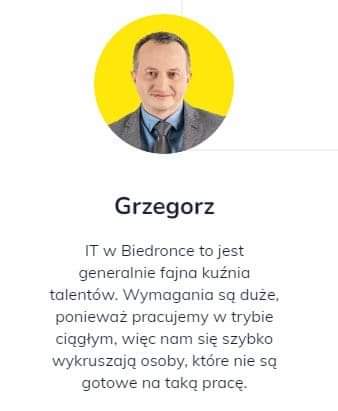 Grzegorz
IT w Biedronce to jest
generalnie fajna kuźnia
talentów. Wymagania są duże,
ponieważ pracujemy w trybie
ciągłym, więc nam się szybko
wykruszają osoby, które nie są
gotowe na taką pracę.